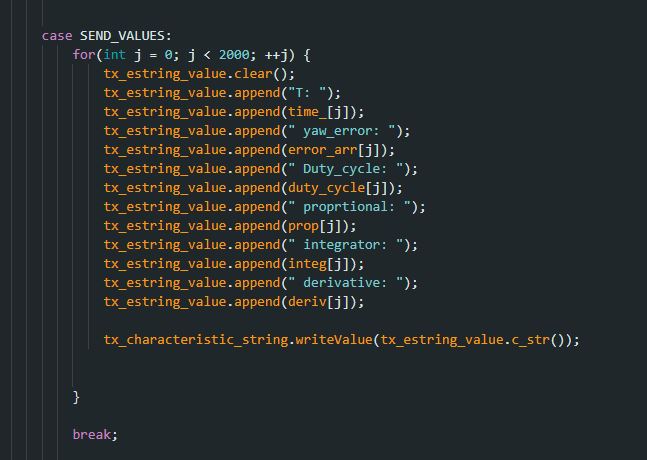 case SEND_VALUES:
for(int j = 0; j < 2000; ++j) {
tx_estring_value.clear();
tx_estring_value.append("T: ");
tx_estring_value.append(time_[j]);
tx_estring_value.append(" yaw_error: ");
tx_estring_value.append(error_arr[j]);
tx_estring_value.append(" Duty_cycle: ");
tx_estring_value.append(duty_cycle[j]);
tx_estring_value.append(" proprtional: ");
tx_estring_value.append(prop[j]);
tx_estring_value.append(" integrator: ");
tx_estring_value.append(integ[j]);
tx_estring_value.append(" derivative: ");
tx_estring_value.append(deriv[j]);
tx_characteristic_string.writeValue(tx_estring_value.c_str());
}
break;